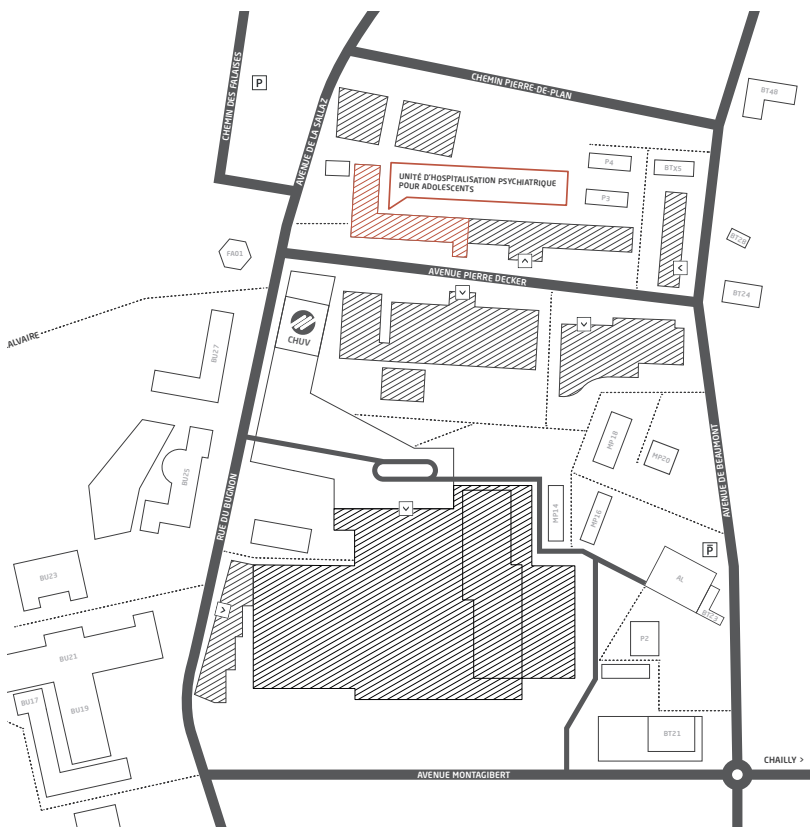 CHEMIN PIERRE-DE-PLAN
BT48
CHEMIN DES FALAISES
P
AVENUE DE LA SALLAZ
P4
BTX5
UNITÉ D'HOSPITALISATION PSYCHIATRIQUE
POUR ADOLESCENTS
P3
FA01
BT28
AVENUE PIERRE DECKER
BT24
CHUV
ALVAIRE
BU27
MP18
MP20
BU25
AVENUE DE BEAUMONT
RUE DU BUGNON
MP14
MP16
P
BU23
AL
BT23
P2
BU21
BU17
BU19
BT21
CHAILLY >
AVENUE MONTAGIBERT